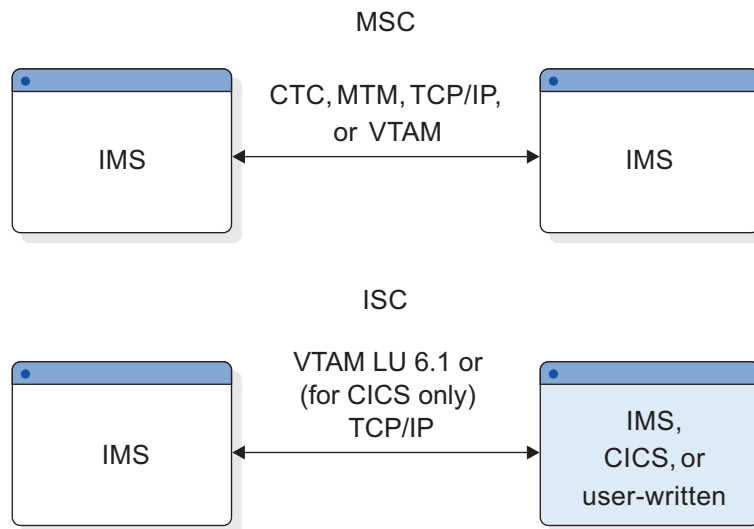 MSC
CTC, MTM, TCP/IP,
or VTAM
IMS
IMS
ISC
VTAM LU 6.1 or
(for CICS only)
TCP/IP
IMS
IMS,
CICS, or
user-written